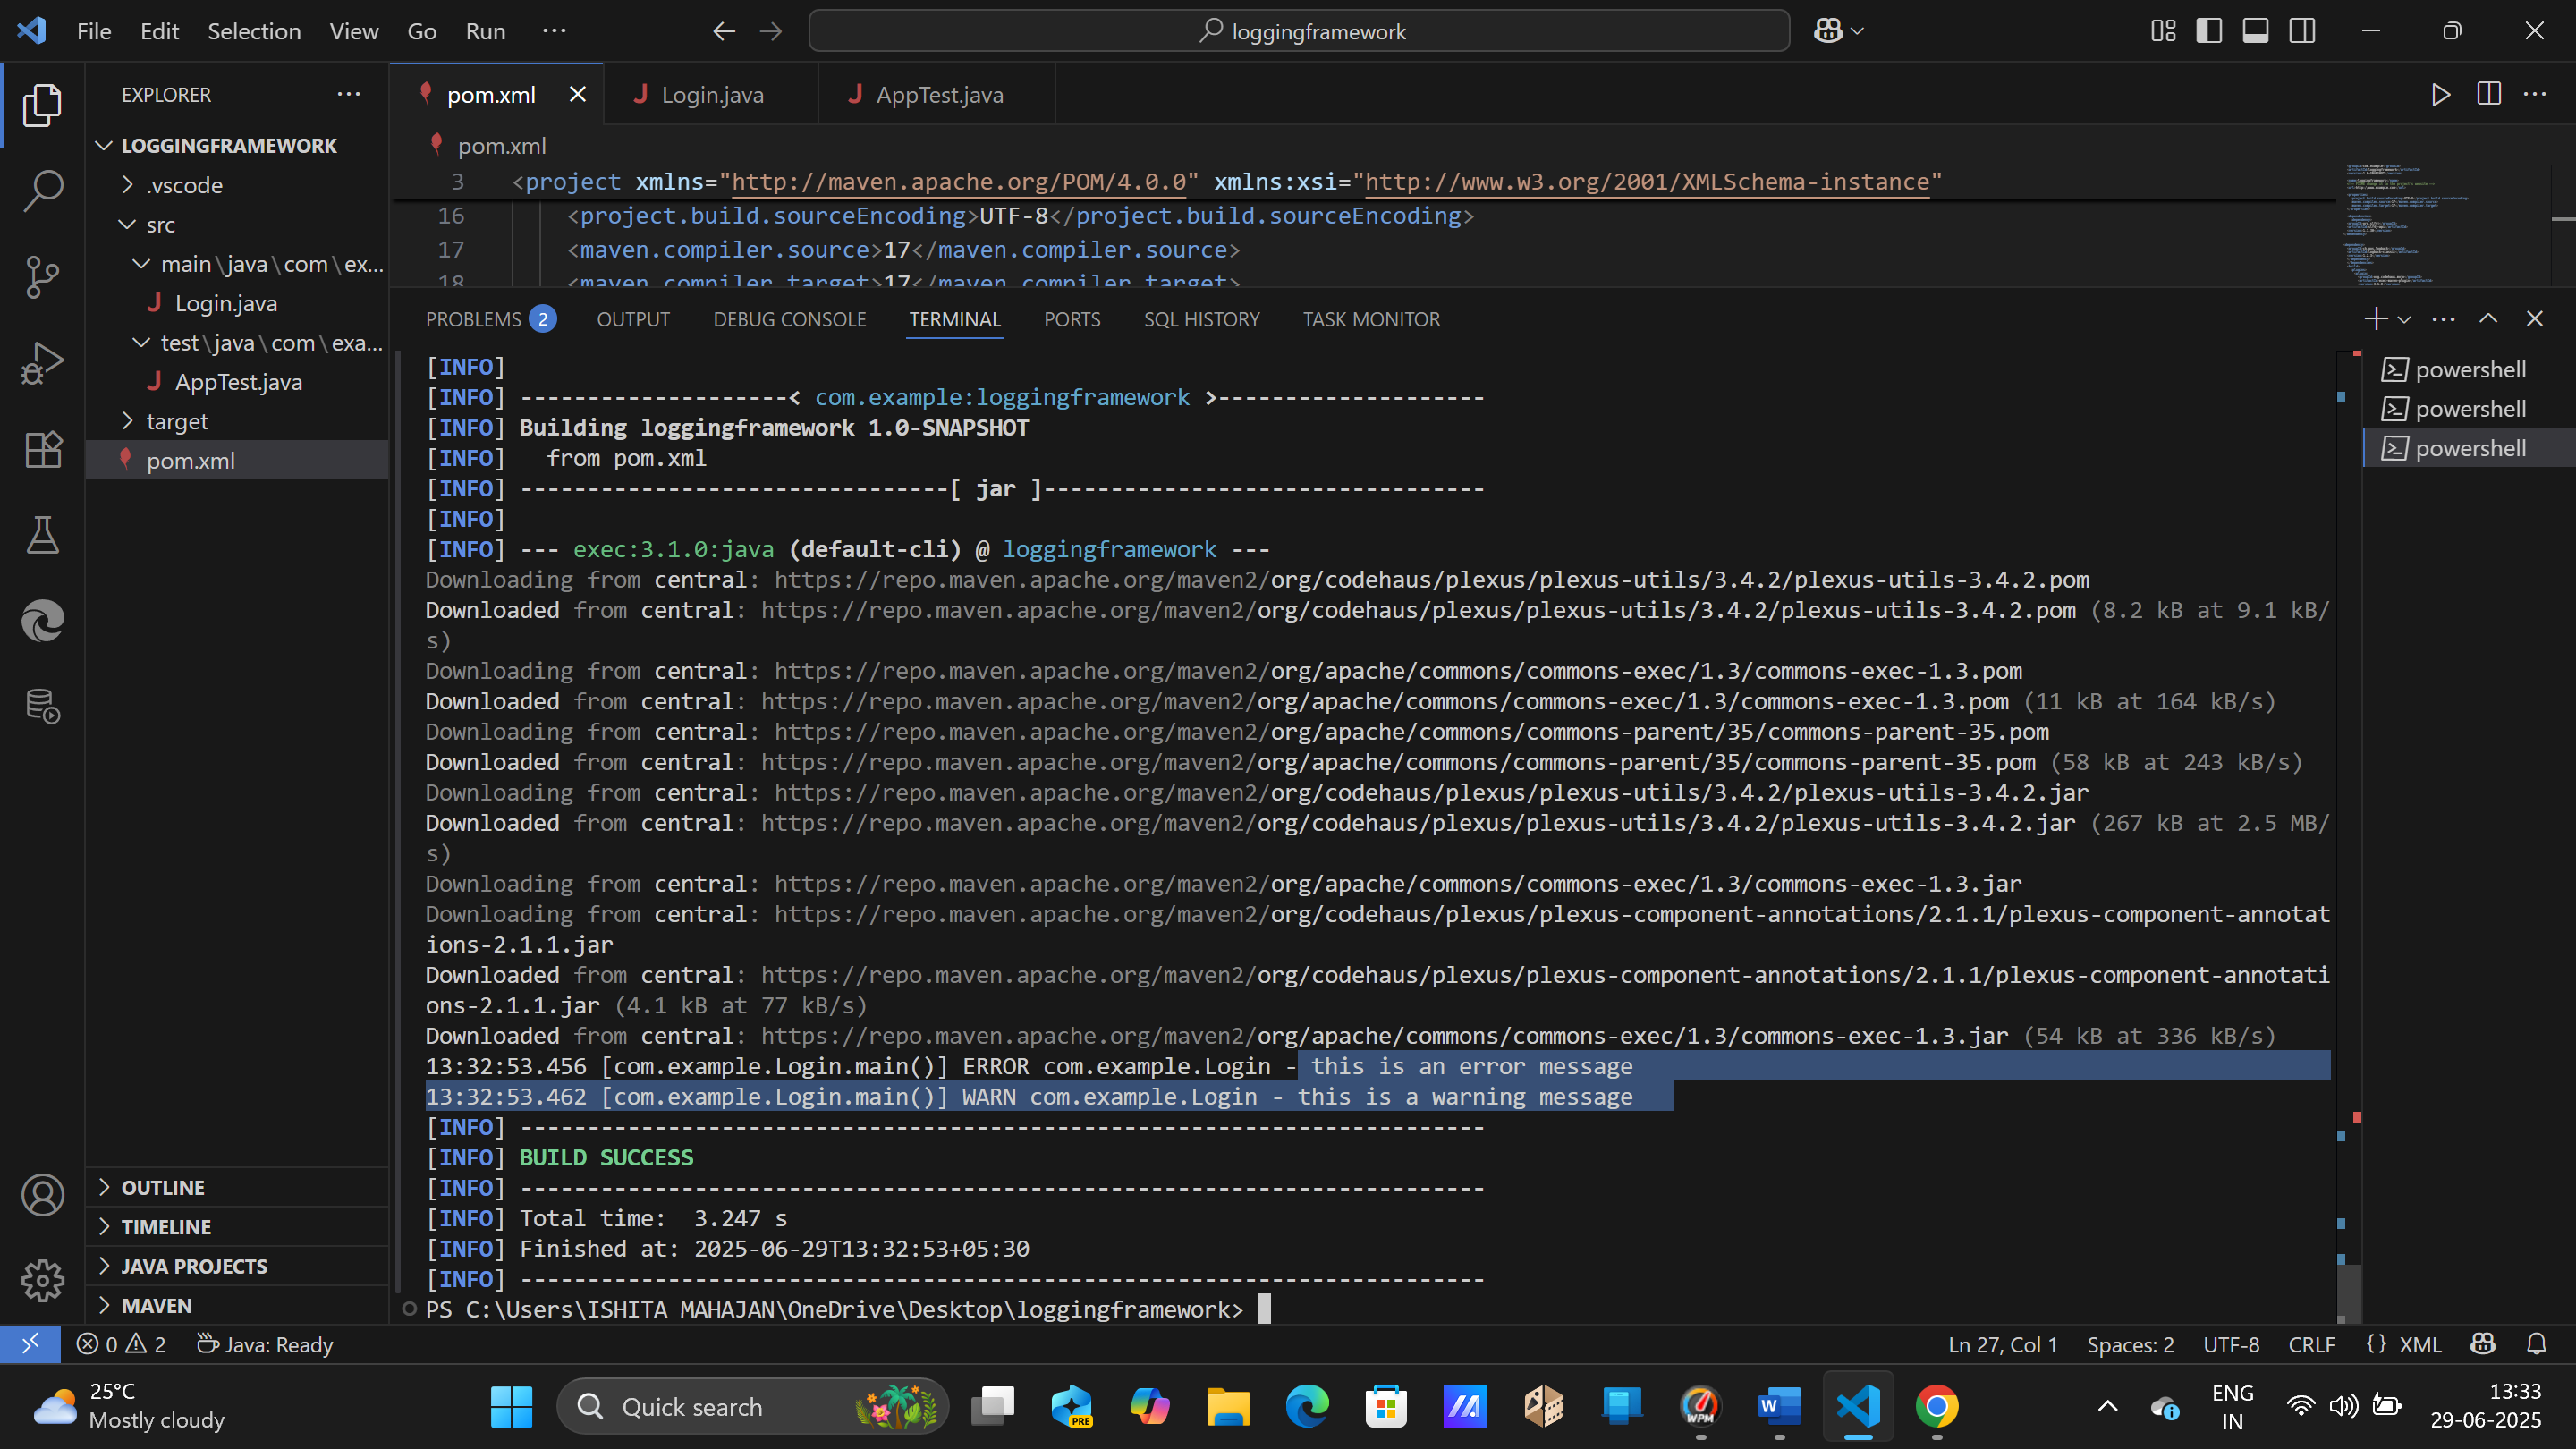 File Edit Selection View Go Run ··· loggingframework
EXPLORER ···
LOGGINGFRAMEWORK
.vscode
src
main\java\com\ex...
Login.java
test\java\com\exa...
AppTest.java
target
pom.xml
OUTLINE
TIMELINE
JAVA PROJECTS
MAVEN
pom.xml Login.java AppTest.java
pom.xml
3 <project xmlns="http://maven.apache.org/POM/4.0.0" xmlns:xsi="http://www.w3.org/2001/XMLSchema-instance"
16 <project.build.sourceEncoding>UTF-8</project.build.sourceEncoding>
17 <maven.compiler.source>17</maven.compiler.source>
18 <maven.compiler.target>17</maven.compiler.target>
PROBLEMS 2 OUTPUT DEBUG CONSOLE TERMINAL PORTS SQL HISTORY TASK MONITOR
[INFO]
[INFO] --------------------< com.example:loggingframework >--------------------
[INFO] Building loggingframework 1.0-SNAPSHOT
[INFO]   from pom.xml
[INFO] --------------------------------[ jar ]---------------------------------
[INFO]
[INFO] --- exec:3.1.0:java (default-cli) @ loggingframework ---
Downloading from central: https://repo.maven.apache.org/maven2/org/codehaus/plexus/plexus-utils/3.4.2/plexus-utils-3.4.2.pom
Downloaded from central: https://repo.maven.apache.org/maven2/org/codehaus/plexus/plexus-utils/3.4.2/plexus-utils-3.4.2.pom (8.2 kB at 9.1 kB/
s)
Downloading from central: https://repo.maven.apache.org/maven2/org/apache/commons/commons-exec/1.3/commons-exec-1.3.pom
Downloaded from central: https://repo.maven.apache.org/maven2/org/apache/commons/commons-exec/1.3/commons-exec-1.3.pom (11 kB at 164 kB/s)
Downloading from central: https://repo.maven.apache.org/maven2/org/apache/commons/commons-parent/35/commons-parent-35.pom
Downloaded from central: https://repo.maven.apache.org/maven2/org/apache/commons/commons-parent/35/commons-parent-35.pom (58 kB at 243 kB/s)
Downloading from central: https://repo.maven.apache.org/maven2/org/codehaus/plexus/plexus-utils/3.4.2/plexus-utils-3.4.2.jar
Downloaded from central: https://repo.maven.apache.org/maven2/org/codehaus/plexus/plexus-utils/3.4.2/plexus-utils-3.4.2.jar (267 kB at 2.5 MB/
s)
Downloading from central: https://repo.maven.apache.org/maven2/org/apache/commons/commons-exec/1.3/commons-exec-1.3.jar
Downloading from central: https://repo.maven.apache.org/maven2/org/codehaus/plexus/plexus-component-annotations/2.1.1/plexus-component-annotat
ions-2.1.1.jar
Downloaded from central: https://repo.maven.apache.org/maven2/org/codehaus/plexus/plexus-component-annotations/2.1.1/plexus-component-annotati
ons-2.1.1.jar (4.1 kB at 77 kB/s)
Downloaded from central: https://repo.maven.apache.org/maven2/org/apache/commons/commons-exec/1.3/commons-exec-1.3.jar (54 kB at 336 kB/s)
13:32:53.456 [com.example.Login.main()] ERROR com.example.Login - this is an error message
13:32:53.462 [com.example.Login.main()] WARN com.example.Login - this is a warning message
[INFO] ------------------------------------------------------------------------
[INFO] BUILD SUCCESS
[INFO] ------------------------------------------------------------------------
[INFO] Total time:  3.247 s
[INFO] Finished at: 2025-06-29T13:32:53+05:30
[INFO] ------------------------------------------------------------------------
PS C:\Users\ISHITA MAHAJAN\OneDrive\Desktop\loggingframework>
powershell
powershell
powershell
0 2 Java: Ready Ln 27, Col 1 Spaces: 2 UTF-8 CRLF {} XML
25°C
Mostly cloudy
Quick search
PRE
WPM
W
ENG
IN
13:33
29-06-2025